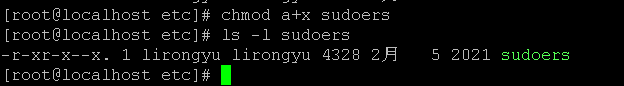 [root@localhost etc]# chmod a+x sudoers
[root@localhost etc]# ls -l sudoers
-r-xr-x--x. 1 lirongyu lirongyu 4328 2月   5 2021 sudoers
[root@localhost etc]#